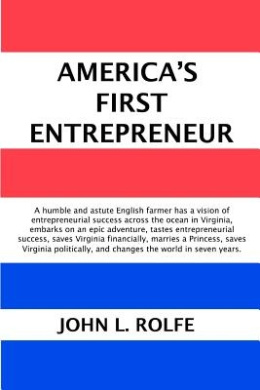 AMERICA'S
FIRST
ENTREPRENEUR
A humble and astute English farmer has a vision of
entrepreneurial success across the ocean in Virginia,
embarks on an epic adventure, tastes entrepreneurial
success, saves Virginia financially, marries a Princess, saves
Virginia politically, and changes the world in seven years.
JOHN L. ROLFE